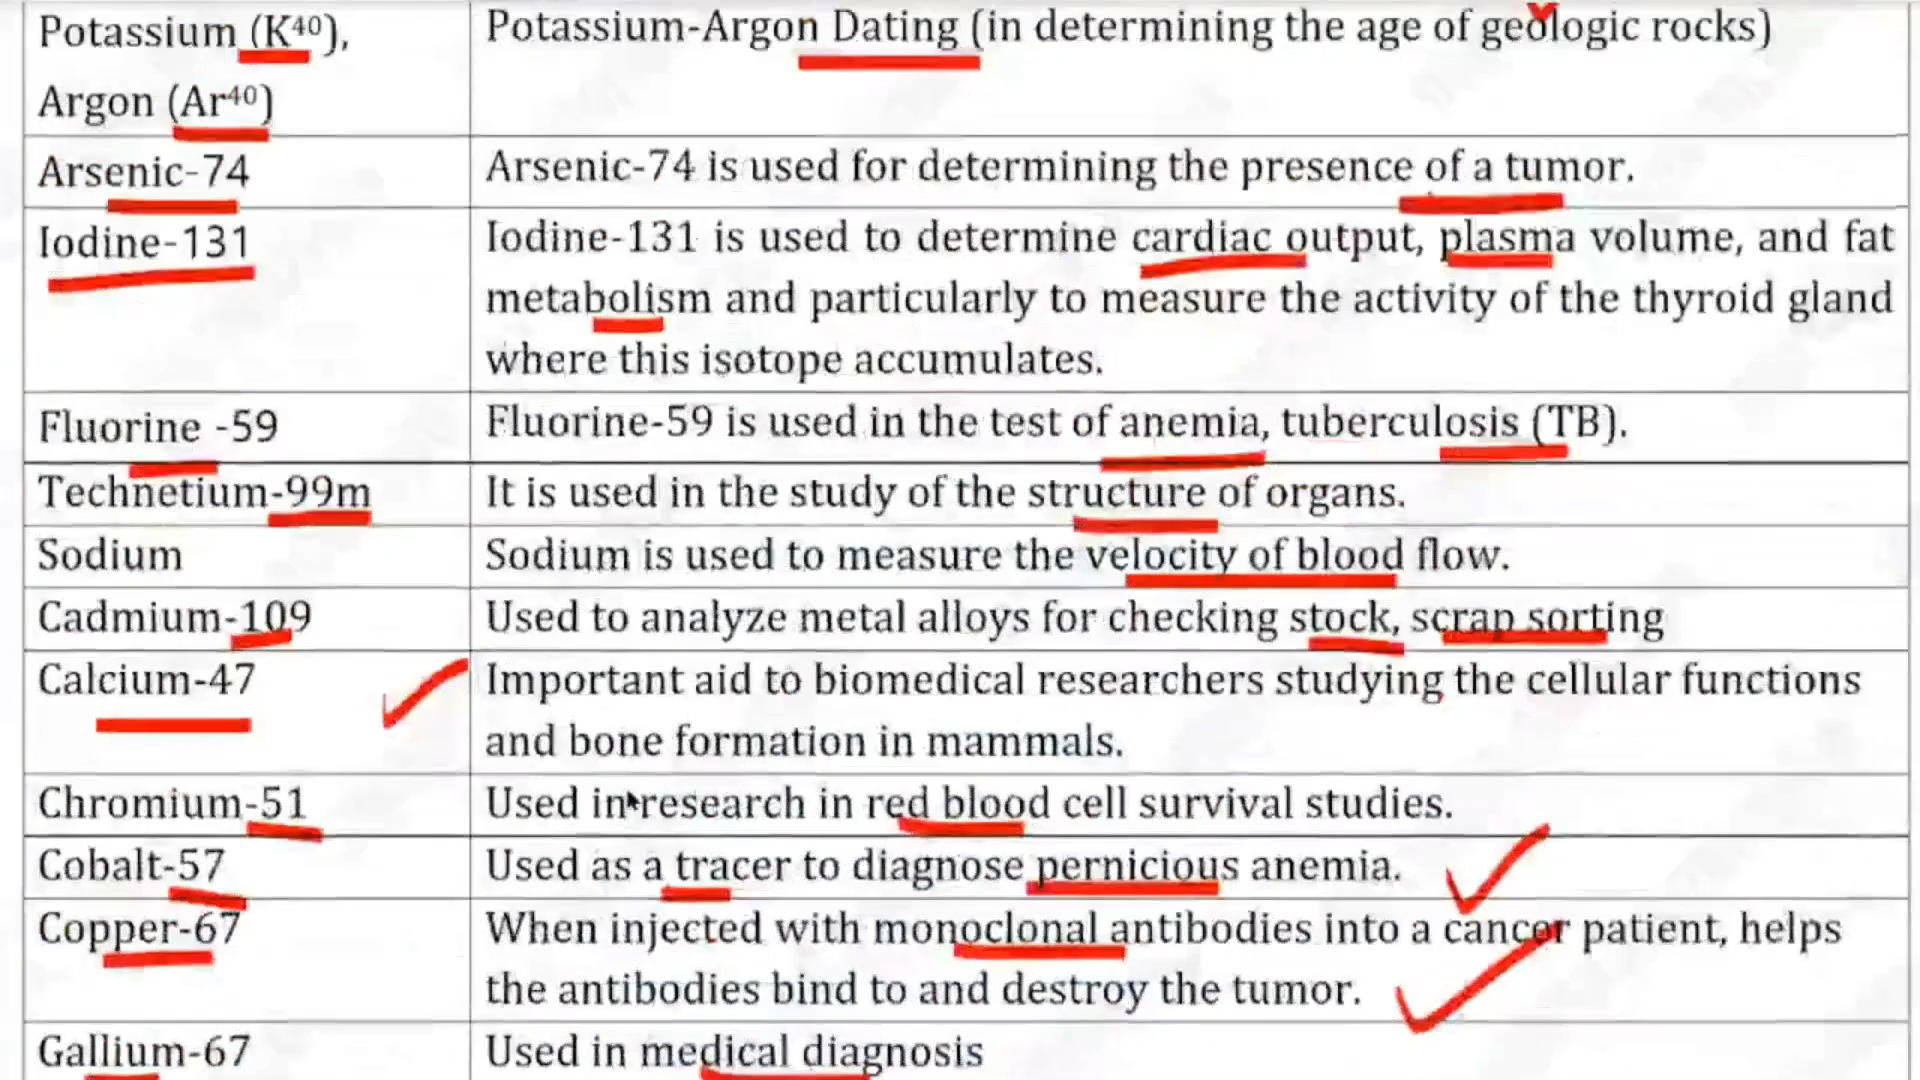 Potassium (K⁴⁰),
Argon (Ar⁴⁰)
Potassium-Argon Dating (in determining the age of geologic rocks)
Arsenic-74
Arsenic-74 is used for determining the presence of a tumor.
Iodine-131
Iodine-131 is used to determine cardiac output, plasma volume, and fat
metabolism and particularly to measure the activity of the thyroid gland
where this isotope accumulates.
Fluorine -59
Fluorine-59 is used in the test of anemia, tuberculosis (TB).
Technetium-99m
It is used in the study of the structure of organs.
Sodium
Sodium is used to measure the velocity of blood flow.
Cadmium-109
Used to analyze metal alloys for checking stock, scrap sorting
Calcium-47
Important aid to biomedical researchers studying the cellular functions
and bone formation in mammals.
Chromium-51
Used in research in red blood cell survival studies.
Cobalt-57
Used as a tracer to diagnose pernicious anemia.
Copper-67
When injected with monoclonal antibodies into a cancer patient, helps
the antibodies bind to and destroy the tumor.
Gallium-67
Used in medical diagnosis